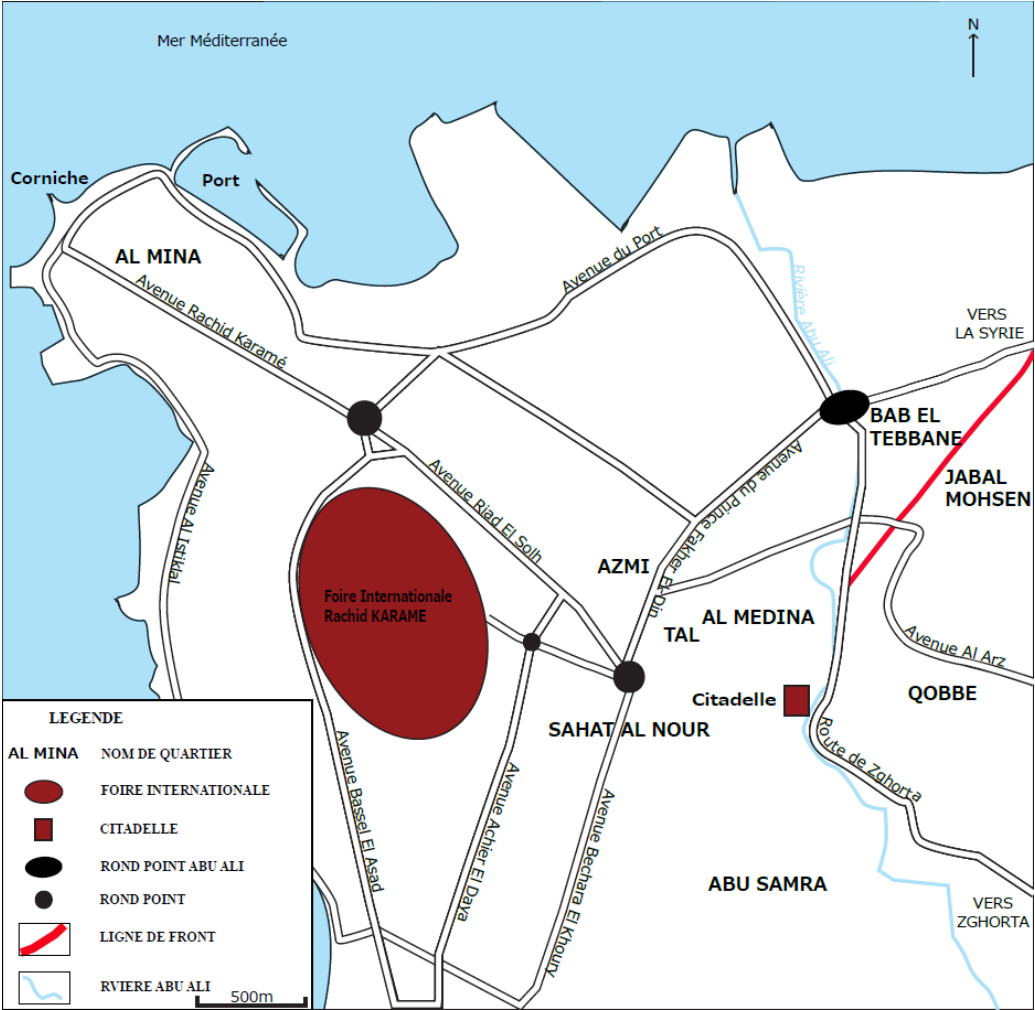 Mer Méditerranée
N
Corniche
Port
AL MINA
Avenue du Port
Avenue Rachid Karamé
Rivière Abu Ali
VERS
LA SYRIE
BAB EL
TEBBANE
JABAL
MOHSEN
Avenue Riad El Solh
Avenue du Prince Fakher El-Din
Avenue Al Istiklal
AZMI
Foire Internationale
Rachid KARAME
AL MEDINA
TAL
Avenue Al Arz
QOBBE
Citadelle
SAHAT AL NOUR
Route de Zghorta
Avenue Bassel El Asad
Avenue Achier El Daya
Avenue Bechara El Khoury
ABU SAMRA
VERS
ZGHORTA
LEGENDE
AL MINA NOM DE QUARTIER
FOIRE INTERNATIONALE
CITADELLE
ROND POINT ABU ALI
ROND POINT
LIGNE DE FRONT
RVIERE ABU ALI
500m